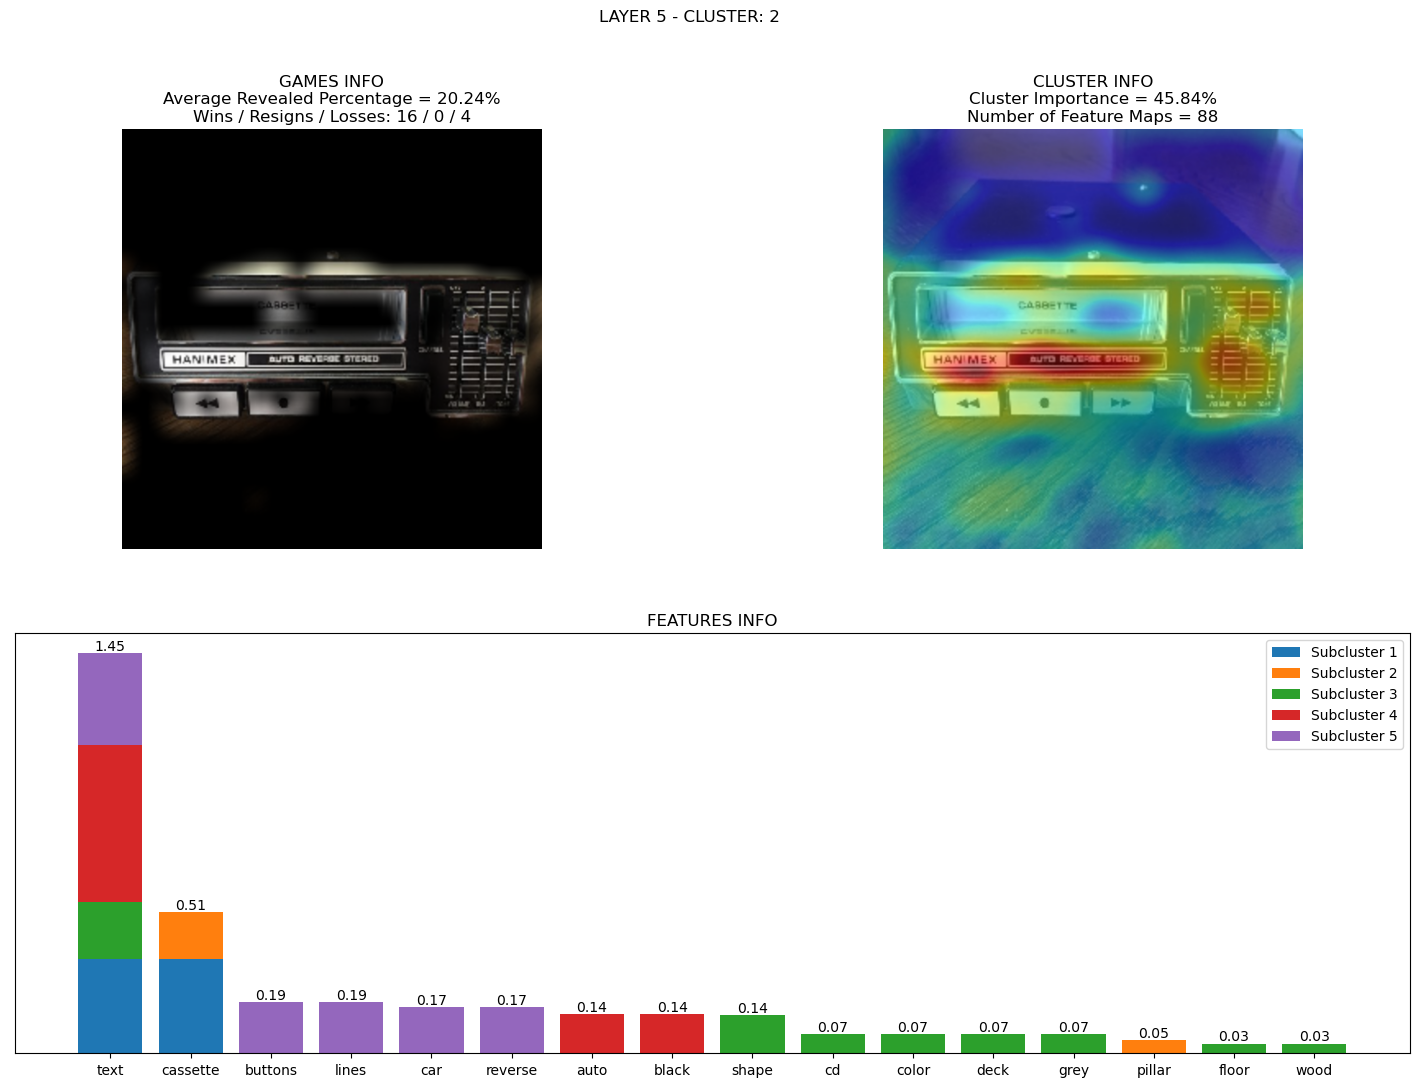 LAYER 5 - CLUSTER: 2
GAMES INFO
Average Revealed Percentage = 20.24%
Wins / Resigns / Losses: 16 / 0 / 4
CASSETTE
HANIMEX AUTO REVERSE STEREO
CLUSTER INFO
Cluster Importance = 45.84%
Number of Feature Maps = 88
CASSETTE
HANIMEX AUTO REVERSE STEREO
FEATURES INFO
1.45
0.51
0.19
0.19
0.17
0.17
0.14
0.14
0.14
0.07
0.07
0.07
0.07
0.05
0.03
0.03
Subcluster 1
Subcluster 2
Subcluster 3
Subcluster 4
Subcluster 5
text cassette buttons lines car reverse auto black shape cd color deck grey pillar floor wood